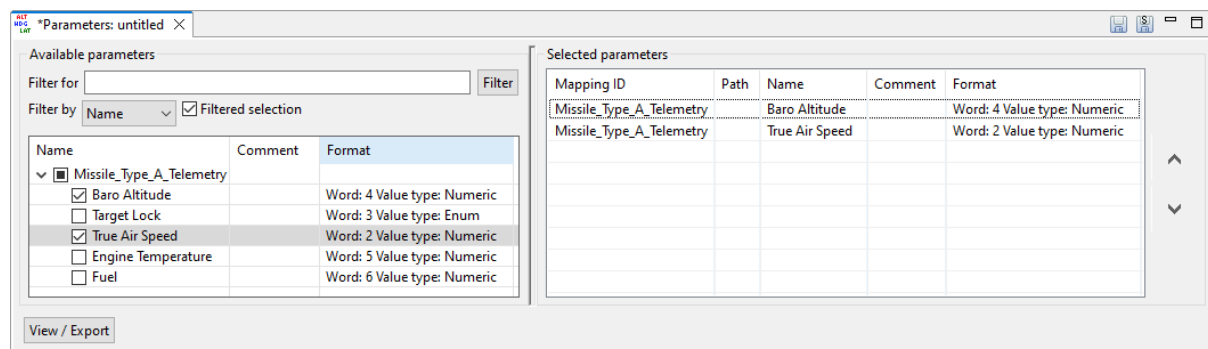 ALT
HDG
LAT
*Parameters: untitled
S
Available parameters
Filter for
Filter
Filter by Name Filtered selection
Name Comment Format
Missile_Type_A_Telemetry
Baro Altitude Word: 4 Value type: Numeric
Target Lock Word: 3 Value type: Enum
True Air Speed Word: 2 Value type: Numeric
Engine Temperature Word: 5 Value type: Numeric
Fuel Word: 6 Value type: Numeric
View / Export
Selected parameters
Mapping ID Path Name Comment Format
Missile_Type_A_Telemetry Baro Altitude Word: 4 Value type: Numeric
Missile_Type_A_Telemetry True Air Speed Word: 2 Value type: Numeric